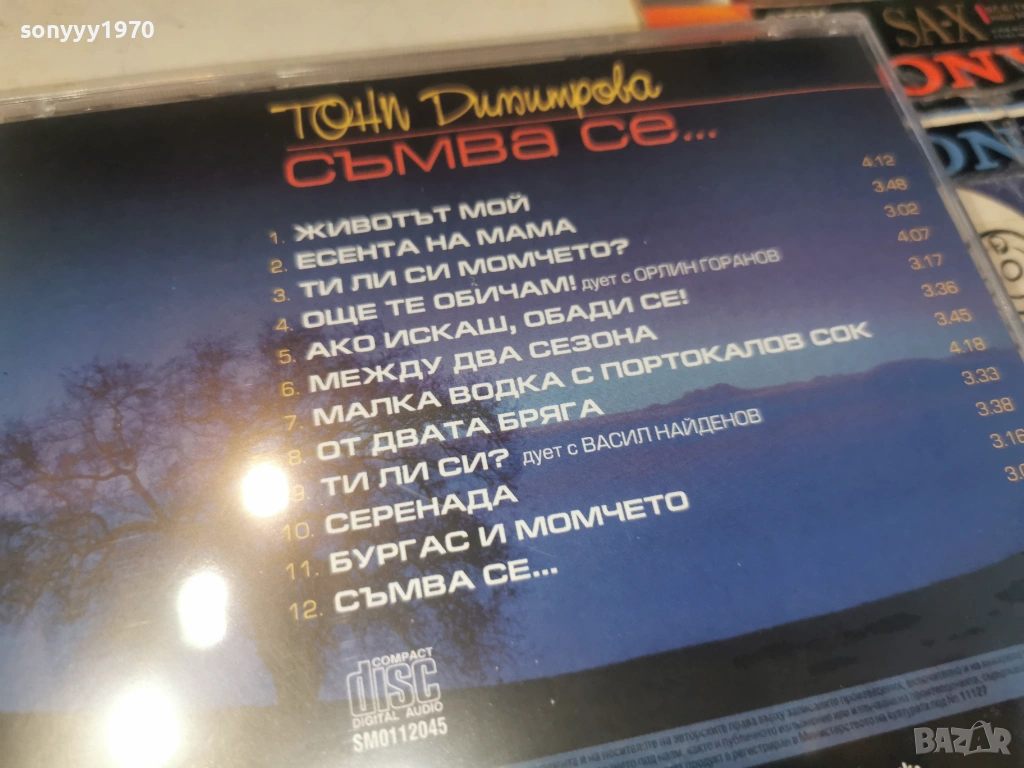 sonyyy1970
SA-X
ТОНИ Димитрова
СЪМВА СЕ...
1. ЖИВОТЪТ МОЙ 4.12
2. ЕСЕНТА НА МАМА 3.48
3. ТИ ЛИ СИ МОМЧЕТО? 3.02
4. ОЩЕ ТЕ ОБИЧАМ! дует с ОРЛИН ГОРАНОВ 4.07
5. АКО ИСКАШ, ОБАДИ СЕ! 3.17
6. МЕЖДУ ДВА СЕЗОНА 3.36
7. МАЛКА ВОДКА С ПОРТОКАЛОВ СОК 3.45
8. ОТ ДВАТА БРЯГА 4.18
9. ТИ ЛИ СИ? дует с ВАСИЛ НАЙДЕНОВ 3.33
10. СЕРЕНАДА 3.38
11. БУРГАС И МОМЧЕТО 3.16
12. СЪМВА СЕ...
COMPACT
disc
DIGITAL AUDIO
SM0112045
BAZAR